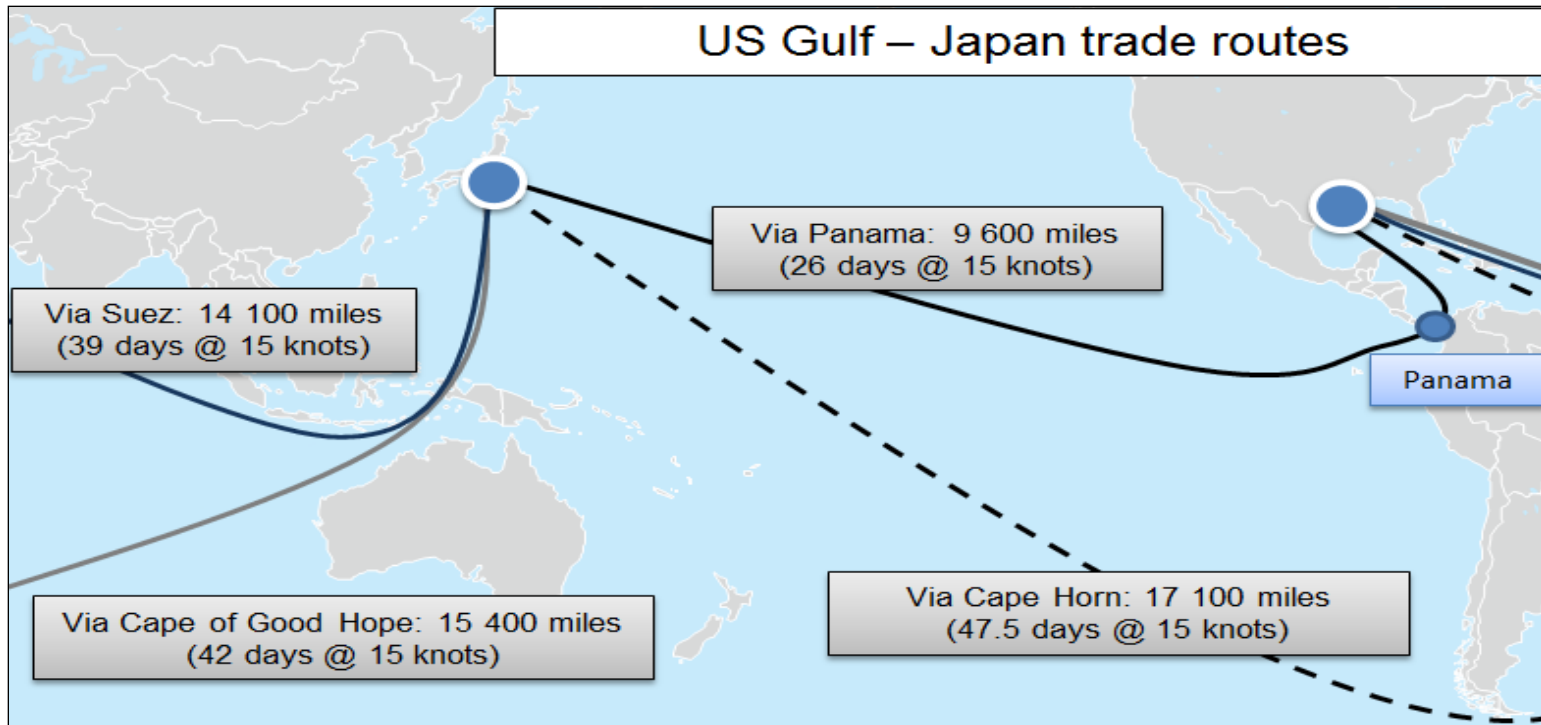 US Gulf – Japan trade routes
Via Panama: 9 600 miles
(26 days @ 15 knots)
Via Suez: 14 100 miles
(39 days @ 15 knots)
Panama
Via Cape Horn: 17 100 miles
(47.5 days @ 15 knots)
Via Cape of Good Hope: 15 400 miles
(42 days @ 15 knots)